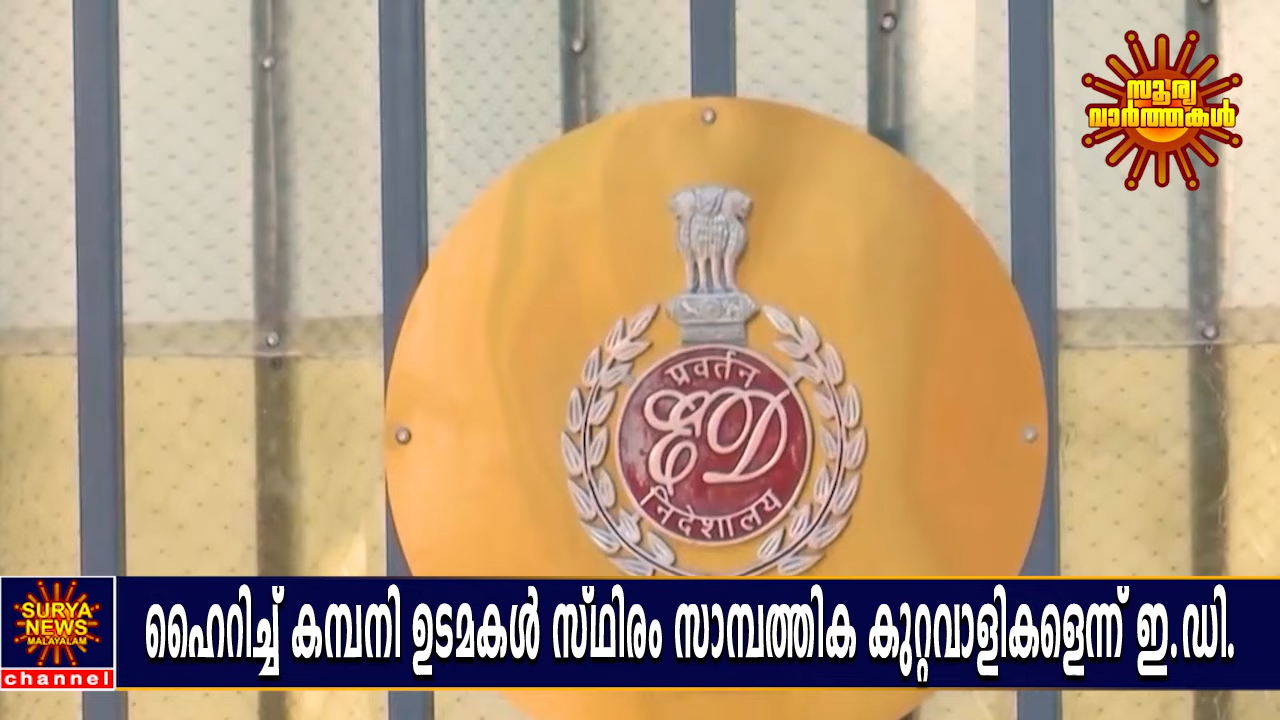 സൂര്യ
വാർത്തകൾ
प्रवर्तन
ED
निदेशालय
SURYA
NEWS
MALAYALAM
channel
ഹൈറിച്ച് കമ്പനി ഉടമകൾ സ്ഥിരം സാമ്പത്തിക കുറ്റവാളികളെന്ന് ഇ.ഡി.